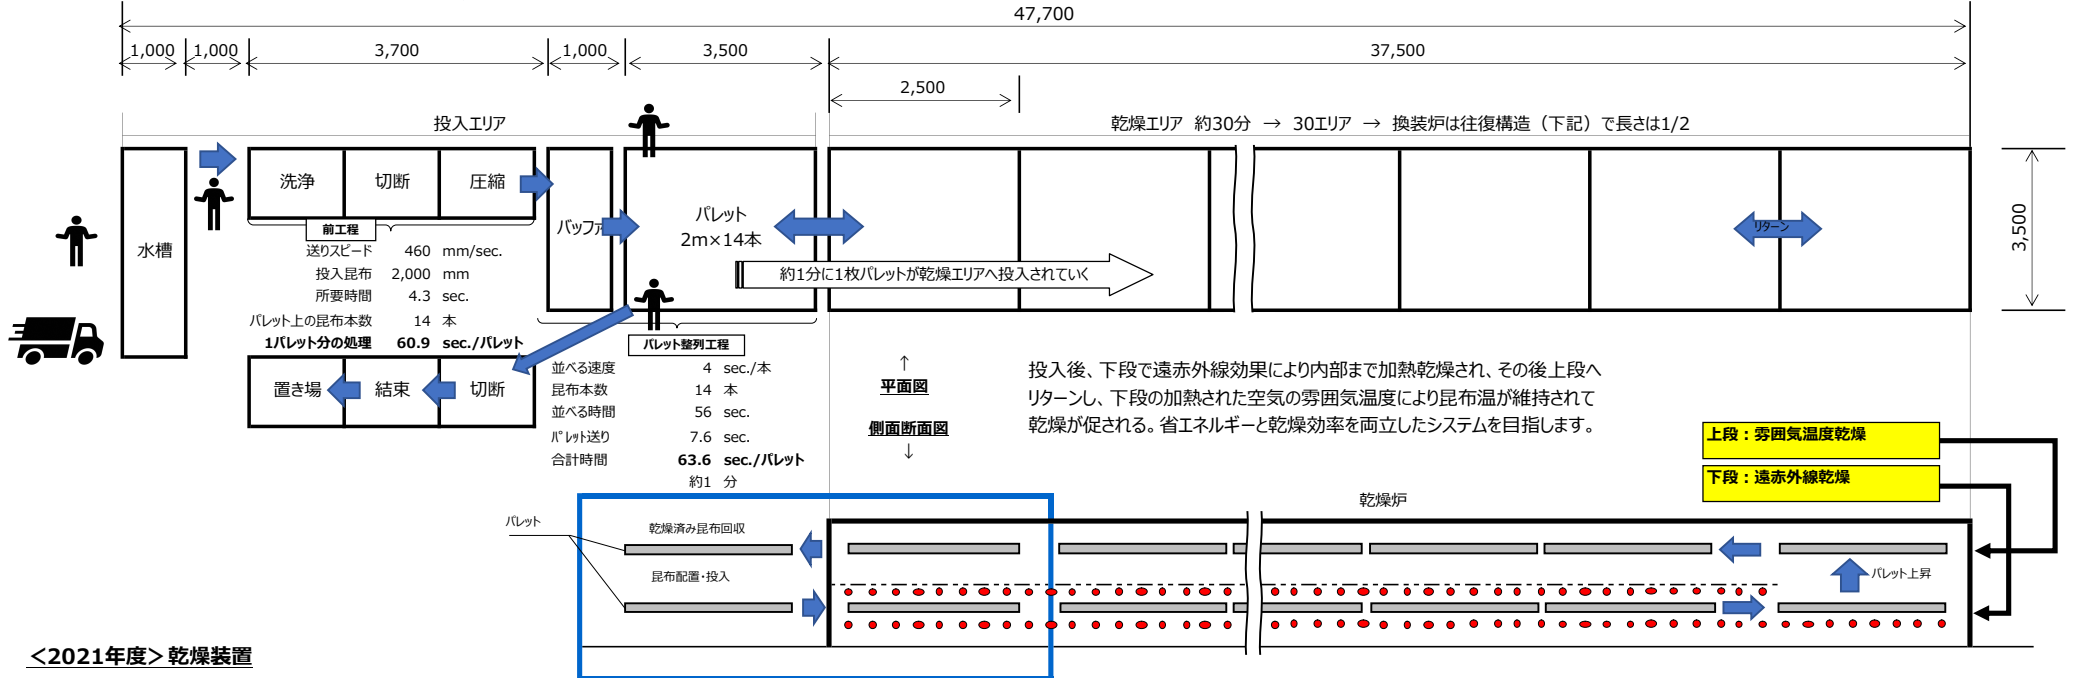 47,700
1,000 1,000 3,700 1,000 3,500 37,500
2,500
投入エリア
乾燥エリア 約30分 → 30エリア → 換装炉は往復構造（下記）で長さは1/2
水槽
洗浄 切断 圧縮
バッファ
パレット
2m×14本
リターン
3,500
約1分に1枚パレットが乾燥エリアへ投入されていく
前工程
送りスピード 460 mm/sec.
投入昆布 2,000 mm
所要時間 4.3 sec.
パレット上の昆布本数 14 本
1パレット分の処理 60.9 sec./パレット
置き場 結束 切断
パレット整列工程
並べる速度 4 sec./本
昆布本数 14 本
並べる時間 56 sec.
パレット送り 7.6 sec.
合計時間 63.6 sec./パレット
約1 分
↑
平面図
側面断面図
↓
投入後、下段で遠赤外線効果により内部まで加熱乾燥され、その後上段へ
リターンし、下段の加熱された空気の雰囲気温度により昆布温が維持されて
乾燥が促される。省エネルギーと乾燥効率を両立したシステムを目指します。
上段：雰囲気温度乾燥
下段：遠赤外線乾燥
乾燥炉
パレット
乾燥済み昆布回収
昆布配置・投入
パレット上昇
＜2021年度＞乾燥装置